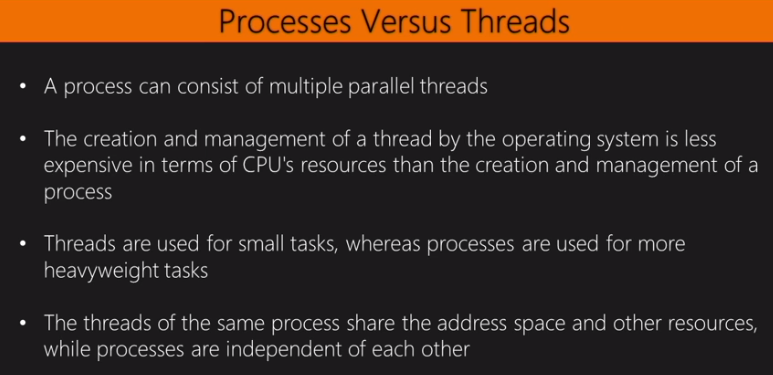 Processes Versus Threads
• A process can consist of multiple parallel threads
• The creation and management of a thread by the operating system is less
expensive in terms of CPU's resources than the creation and management of a
process
• Threads are used for small tasks, whereas processes are used for more
heavyweight tasks
• The threads of the same process share the address space and other resources,
while processes are independent of each other